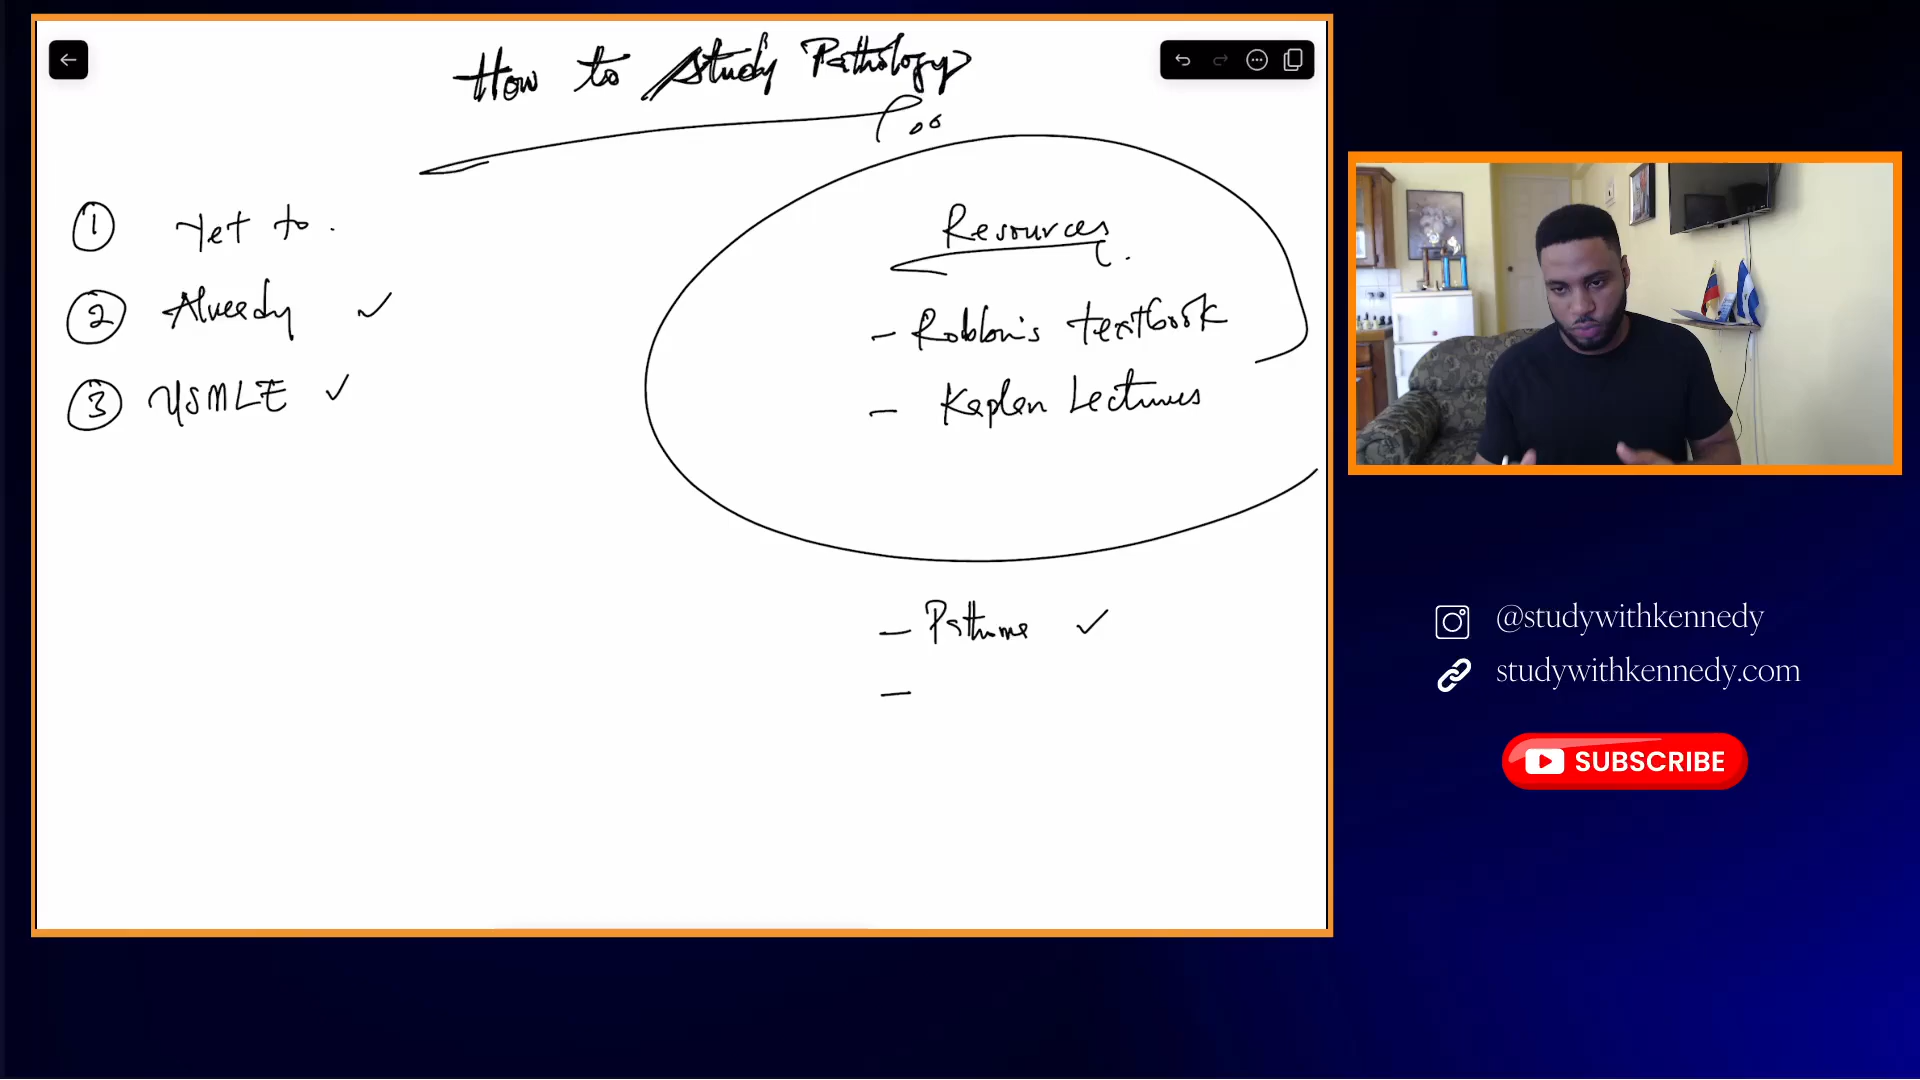 How to Study Pathology
① Yet to .
② Already ✓
③ USMLE ✓
Resources
- Robbin's textbook
- Kaplan Lectures
- Pathoma ✓
-
@studywithkennedy
studywithkennedy.com
SUBSCRIBE